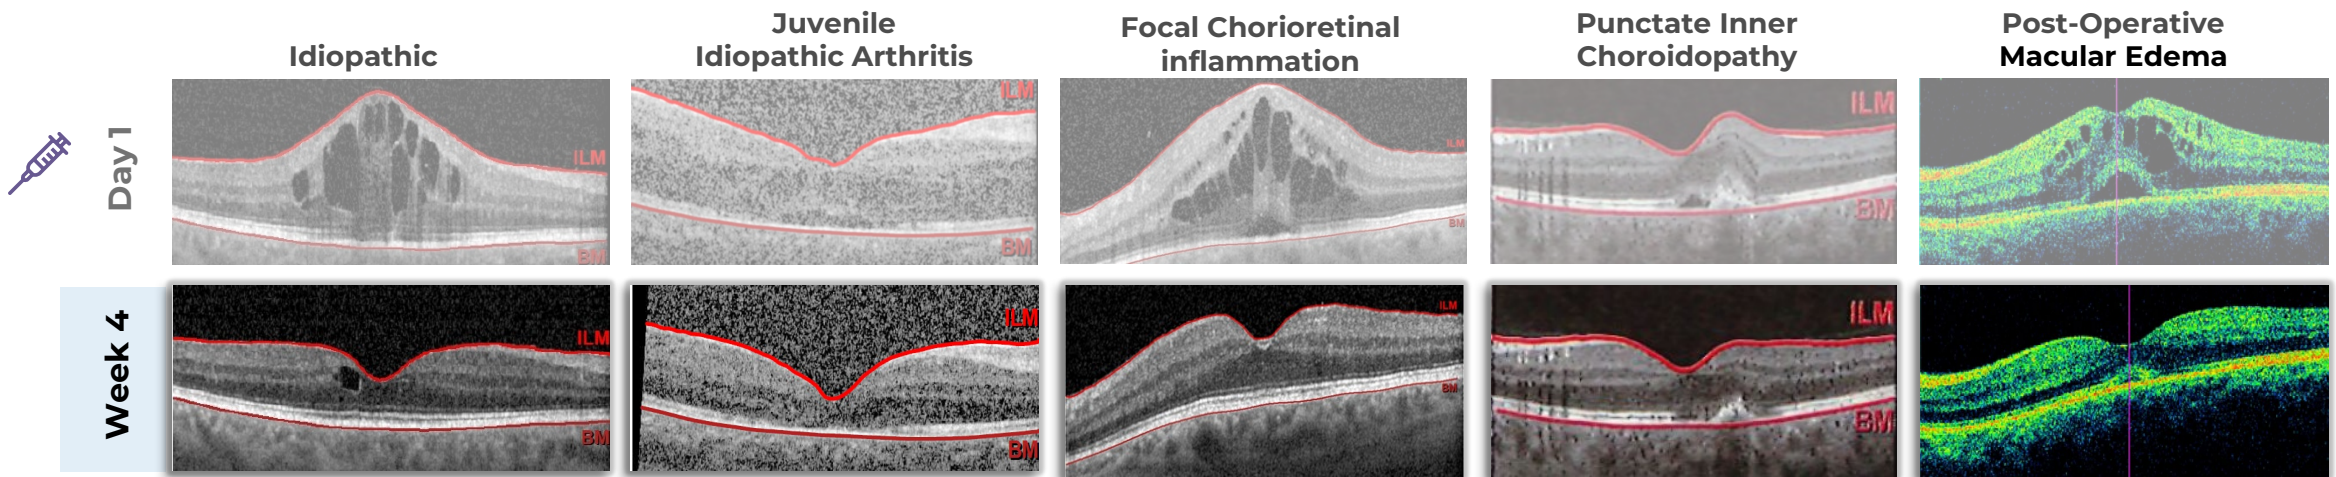 Idiopathic
Juvenile
Idiopathic Arthritis
Focal Chorioretinal
inflammation
Punctate Inner
Choroidopathy
Post-Operative
Macular Edema
Day 1
ILM
BM
ILM
BM
ILM
BM
ILM
BM
Week 4
ILM
BM
ILM
BM
ILM
BM
ILM
BM